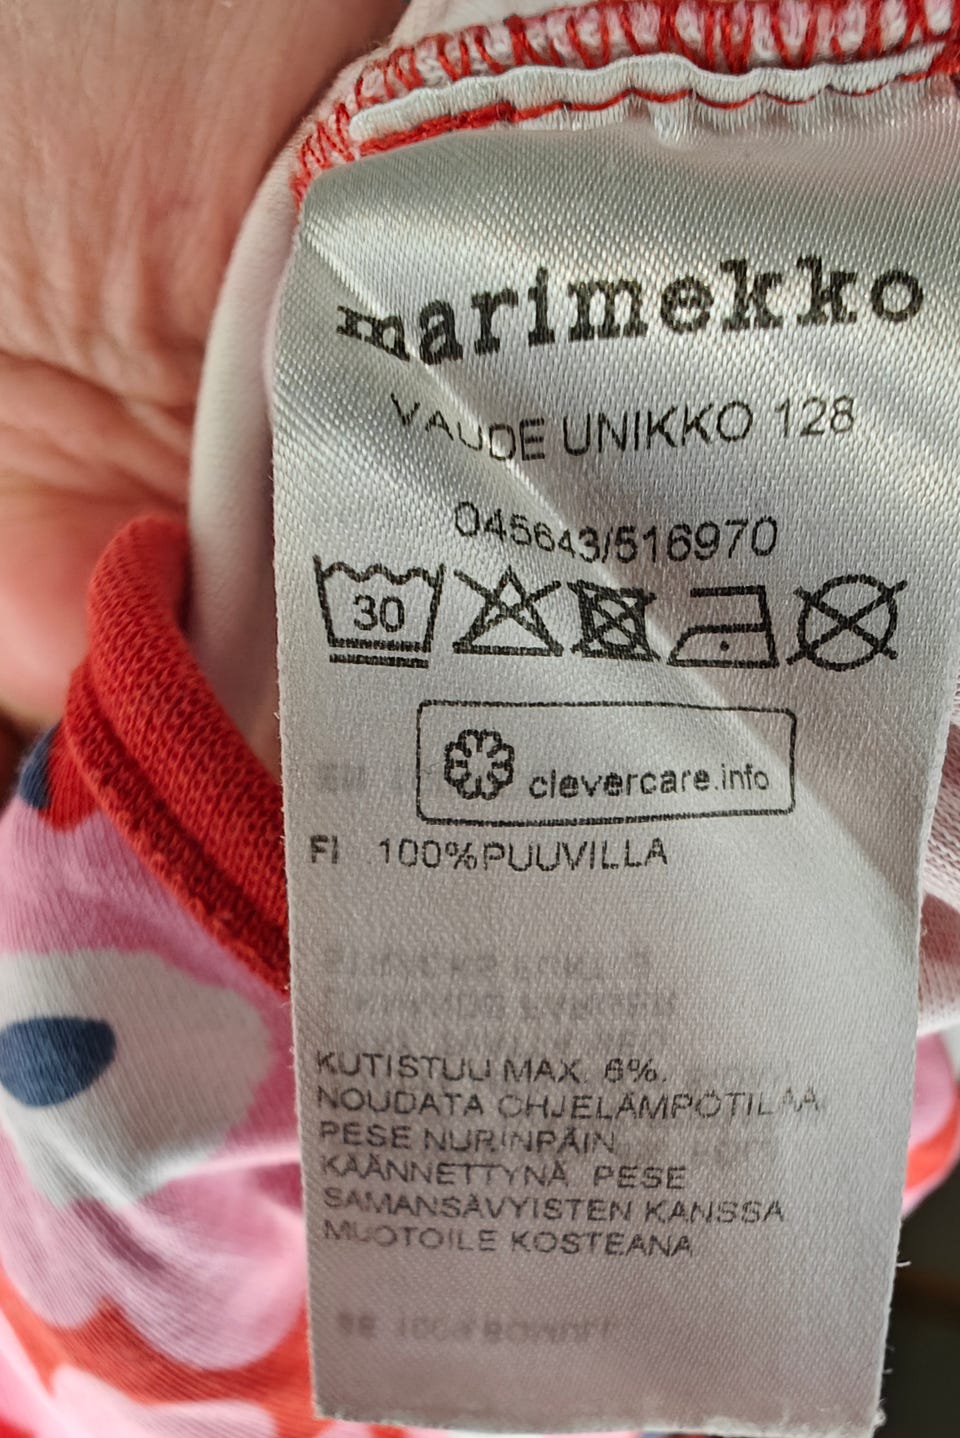 marimekko
VAUDE UNIKKO 128
045643/516970
30
clevercare.info
FI 100%PUUVILLA
KUTISTUU MAX. 6%.
NOUDATA OHJELÄMPÖTILAA.
PESE NURINPÄIN
KÄÄNNETTYNÄ. PESE
SAMANSÄVYISTEN KANSSA
MUOTOILE KOSTEANA